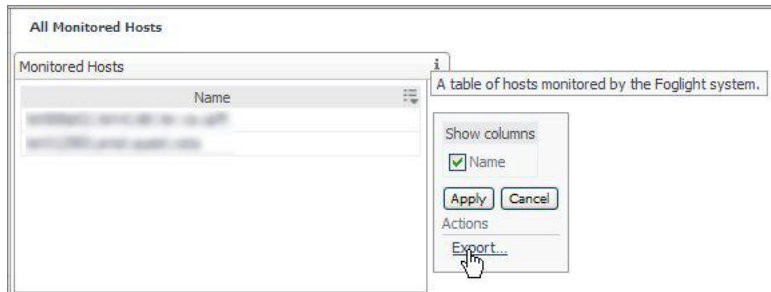 All Monitored Hosts
Monitored Hosts
i
A table of hosts monitored by the Foglight system.
Name
Show columns
Name
Apply Cancel
Actions
Export...